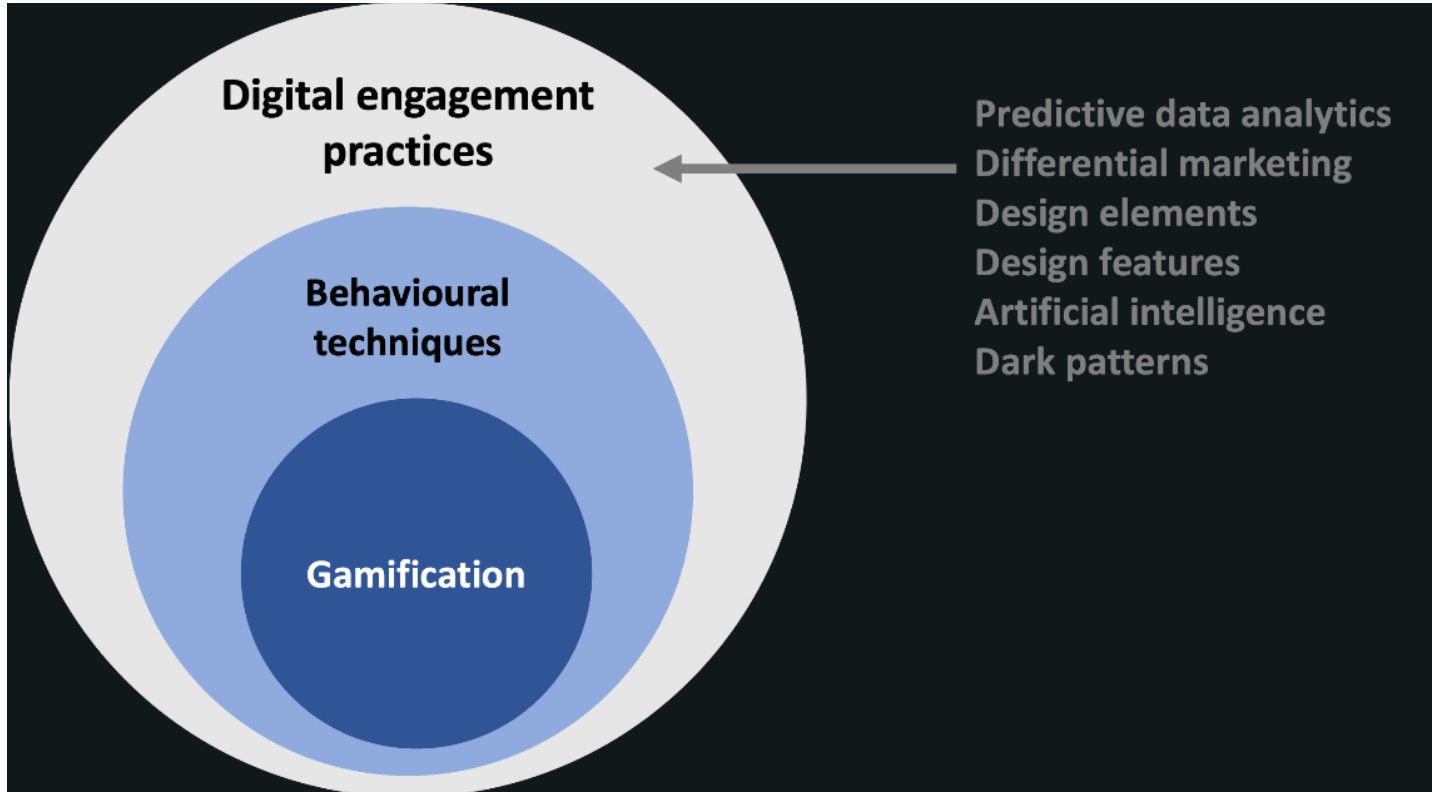 Digital engagement
practices
Behavioural
techniques
Gamification
Predictive data analytics
Differential marketing
Design elements
Design features
Artificial intelligence
Dark patterns